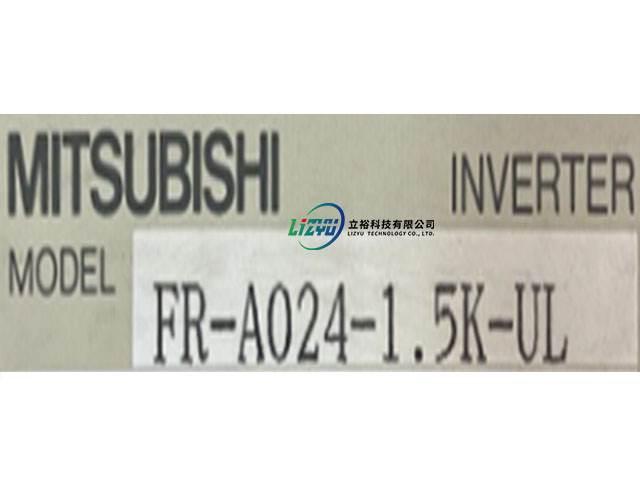 MITSUBISHI INVERTER
LIZYU 立裕科技有限公司
LIZYU TECHNOLOGY CO., LTD.
MODEL FR-A024-1.5K-UL